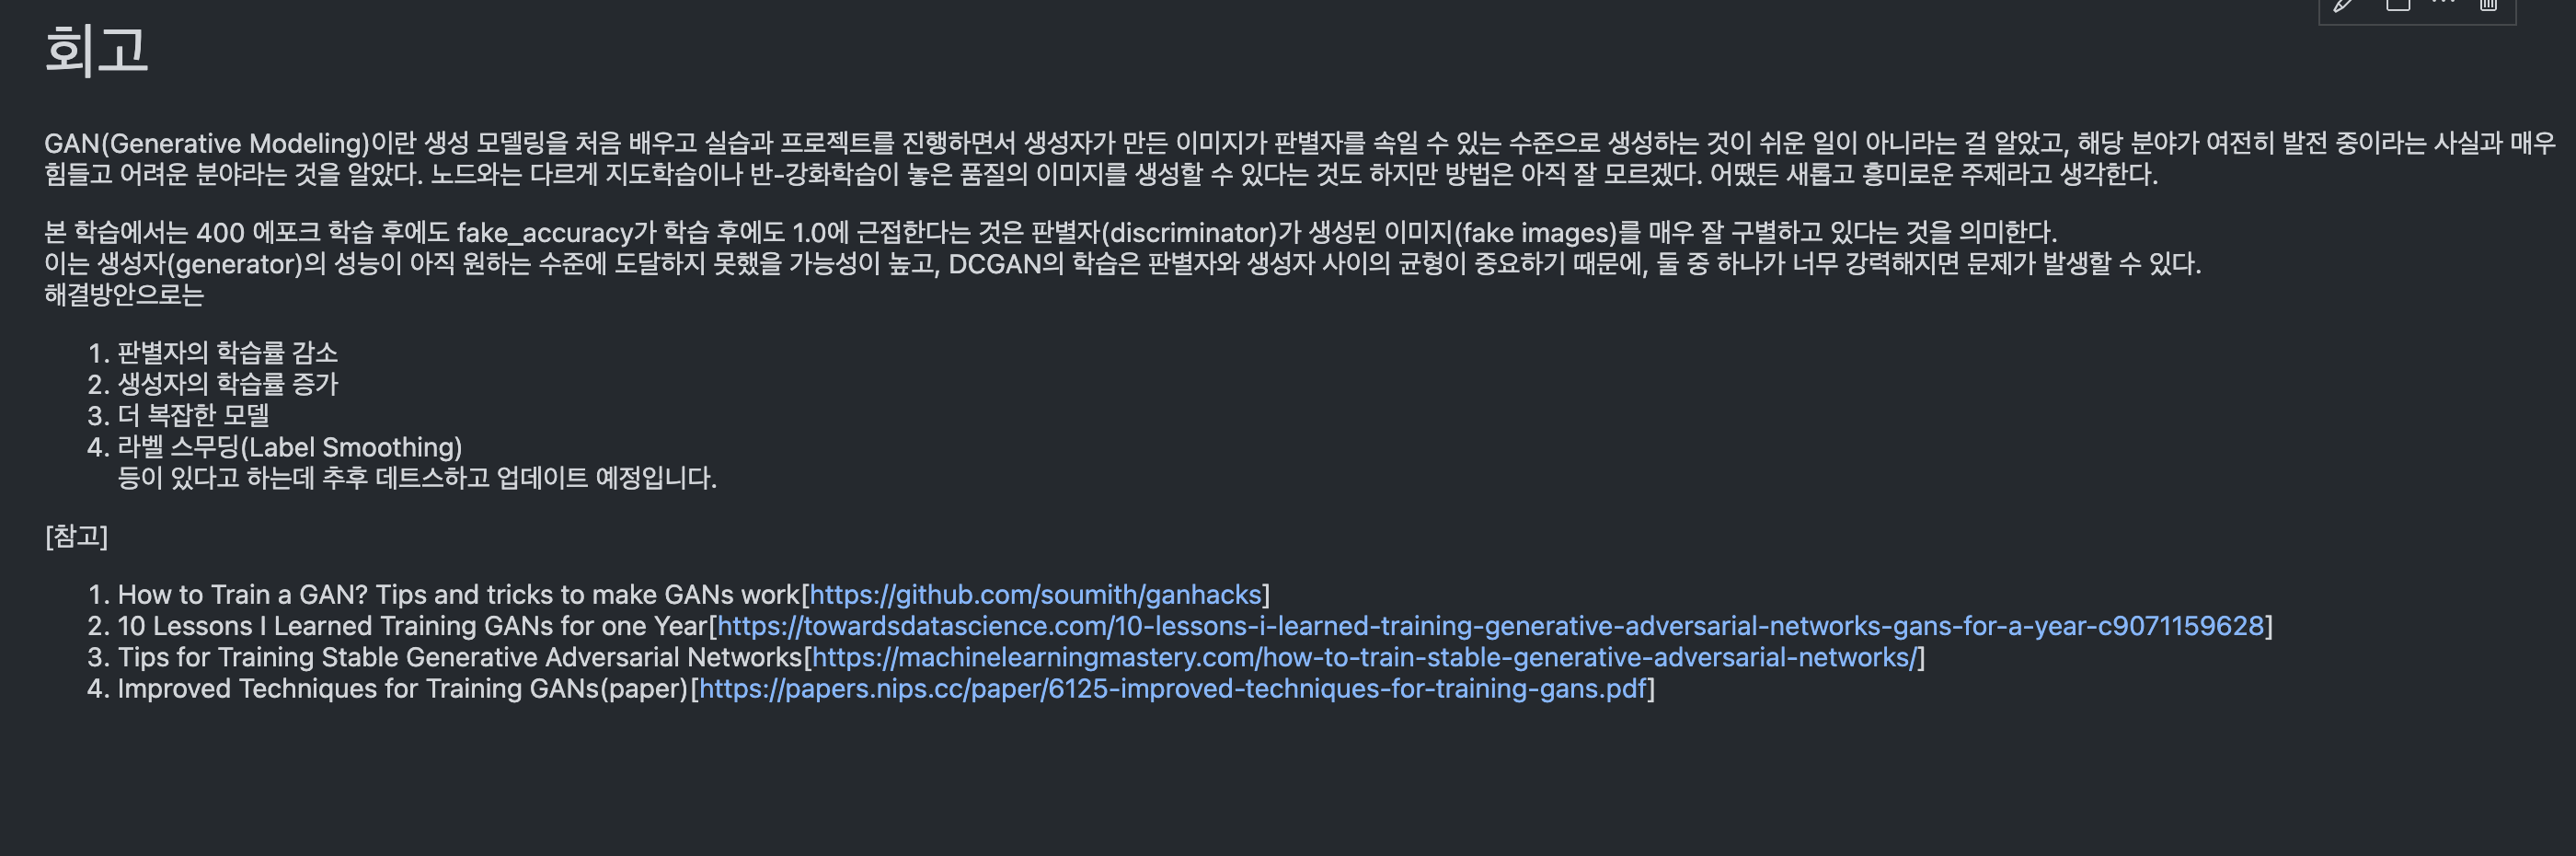 회고
GAN(Generative Modeling)이란 생성 모델링을 처음 배우고 실습과 프로젝트를 진행하면서 생성자가 만든 이미지가 판별자를 속일 수 있는 수준으로 생성하는 것이 쉬운 일이 아니라는 걸 알았고, 해당 분야가 여전히 발전 중이라는 사실과 매우
힘들고 어려운 분야라는 것을 알았다. 노드와는 다르게 지도학습이나 반-강화학습이 놓은 품질의 이미지를 생성할 수 있다는 것도 하지만 방법은 아직 잘 모르겠다. 어땠든 새롭고 흥미로운 주제라고 생각한다.
본 학습에서는 400 에포크 학습 후에도 fake_accuracy가 학습 후에도 1.0에 근접한다는 것은 판별자(discriminator)가 생성된 이미지(fake images)를 매우 잘 구별하고 있다는 것을 의미한다.
이는 생성자(generator)의 성능이 아직 원하는 수준에 도달하지 못했을 가능성이 높고, DCGAN의 학습은 판별자와 생성자 사이의 균형이 중요하기 때문에, 둘 중 하나가 너무 강력해지면 문제가 발생할 수 있다.
해결방안으로는
1. 판별자의 학습률 감소
2. 생성자의 학습률 증가
3. 더 복잡한 모델
4. 라벨 스무딩(Label Smoothing)
등이 있다고 하는데 추후 데트스하고 업데이트 예정입니다.
[참고]
1. How to Train a GAN? Tips and tricks to make GANs work[https://github.com/soumith/ganhacks]
2. 10 Lessons I Learned Training GANs for one Year[https://towardsdatascience.com/10-lessons-i-learned-training-generative-adversarial-networks-gans-for-a-year-c9071159628]
3. Tips for Training Stable Generative Adversarial Networks[https://machinelearningmastery.com/how-to-train-stable-generative-adversarial-networks/]
4. Improved Techniques for Training GANs(paper)[https://papers.nips.cc/paper/6125-improved-techniques-for-training-gans.pdf]